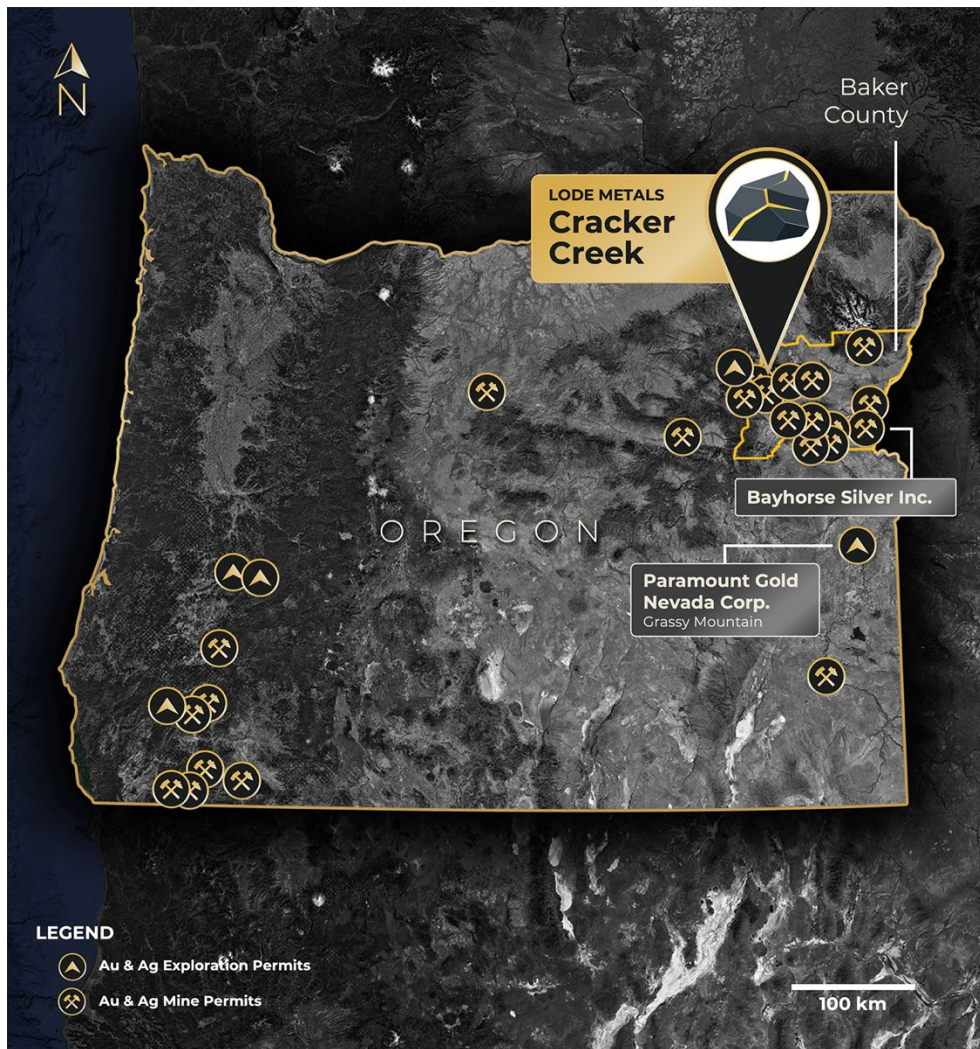 N
Baker
County
LODE METALS
Cracker
Creek
Bayhorse Silver Inc.
OREGON
Paramount Gold
Nevada Corp.
Grassy Mountain
LEGEND
Au & Ag Exploration Permits
Au & Ag Mine Permits
100 km